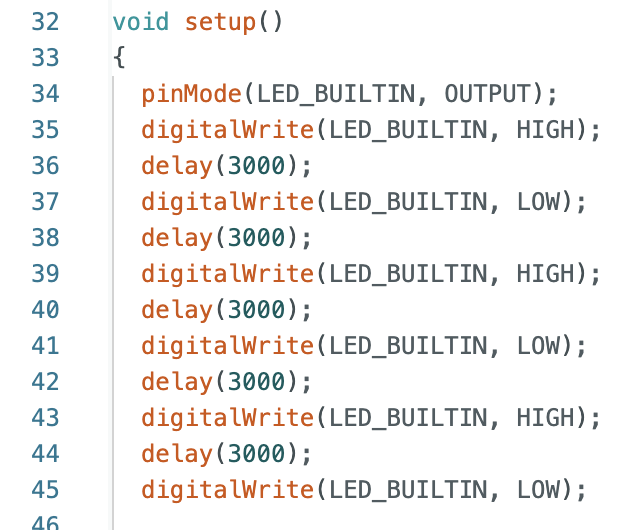 32 void setup()
33 {
34 pinMode(LED_BUILTIN, OUTPUT);
35 digitalWrite(LED_BUILTIN, HIGH);
36 delay(3000);
37 digitalWrite(LED_BUILTIN, LOW);
38 delay(3000);
39 digitalWrite(LED_BUILTIN, HIGH);
40 delay(3000);
41 digitalWrite(LED_BUILTIN, LOW);
42 delay(3000);
43 digitalWrite(LED_BUILTIN, HIGH);
44 delay(3000);
45 digitalWrite(LED_BUILTIN, LOW);
46